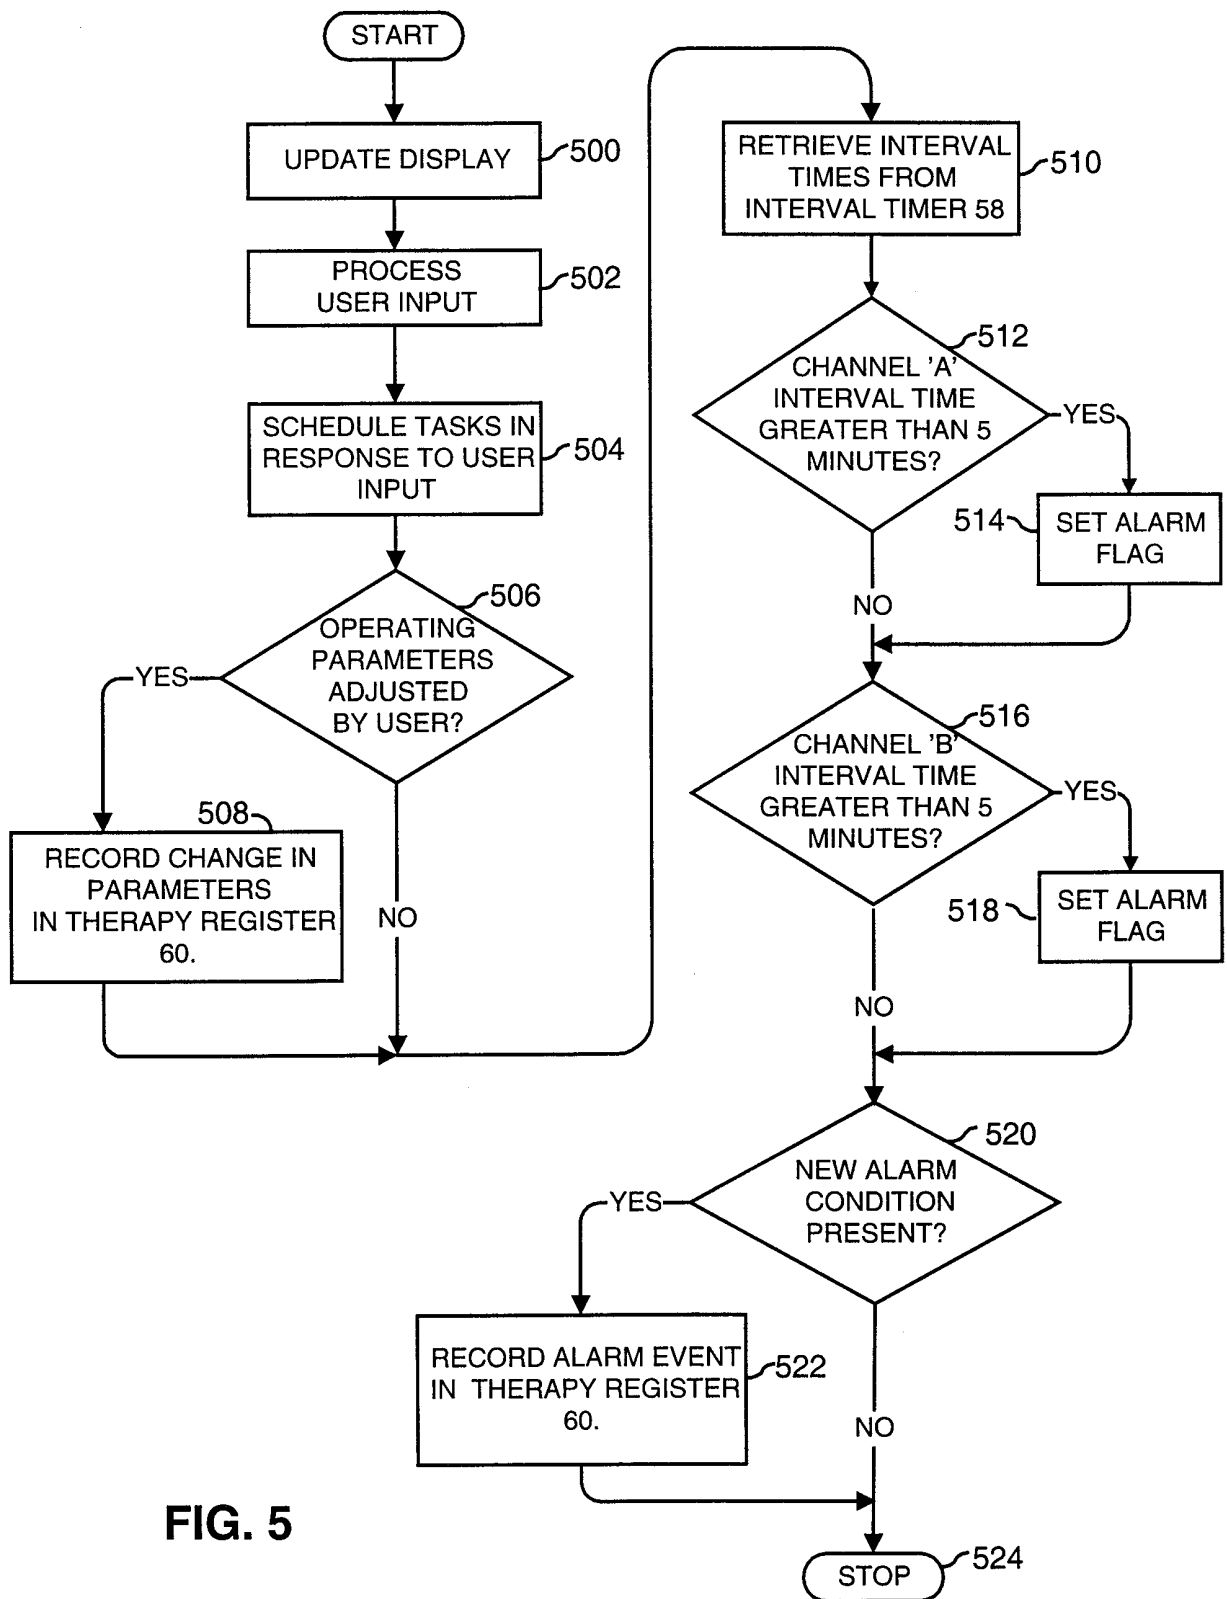 START
UPDATE DISPLAY
500
PROCESS
USER INPUT
502
SCHEDULE TASKS IN
RESPONSE TO USER
INPUT
504
506
OPERATING
PARAMETERS
ADJUSTED
BY USER?
YES
NO
508
RECORD CHANGE IN
PARAMETERS
IN THERAPY REGISTER
60.
RETRIEVE INTERVAL
TIMES FROM
INTERVAL TIMER 58
510
512
CHANNEL 'A'
INTERVAL TIME
GREATER THAN 5
MINUTES?
YES
514
SET ALARM
FLAG
NO
516
CHANNEL 'B'
INTERVAL TIME
GREATER THAN 5
MINUTES?
YES
518
SET ALARM
FLAG
NO
520
NEW ALARM
CONDITION
PRESENT?
YES
RECORD ALARM EVENT
IN THERAPY REGISTER
60.
522
NO
STOP
524
FIG. 5